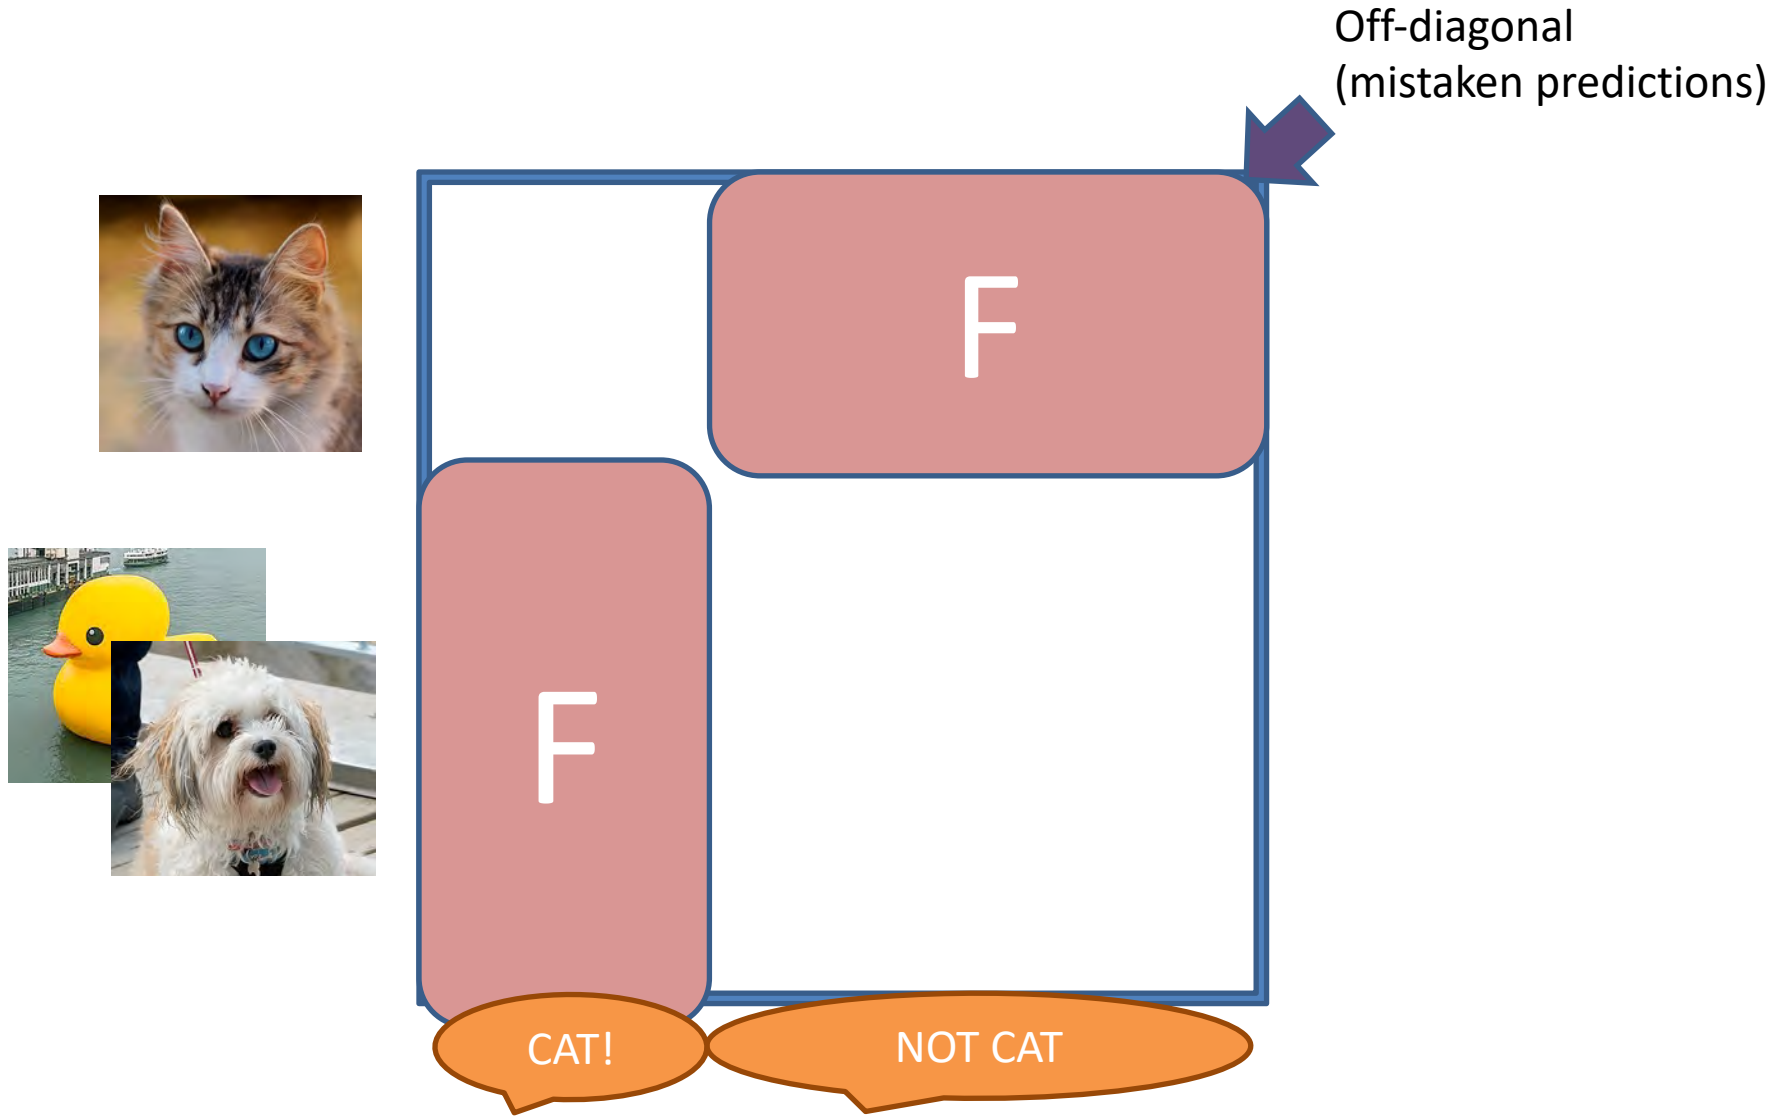 Off-diagonal
(mistaken predictions)
F
F
CAT!
NOT CAT